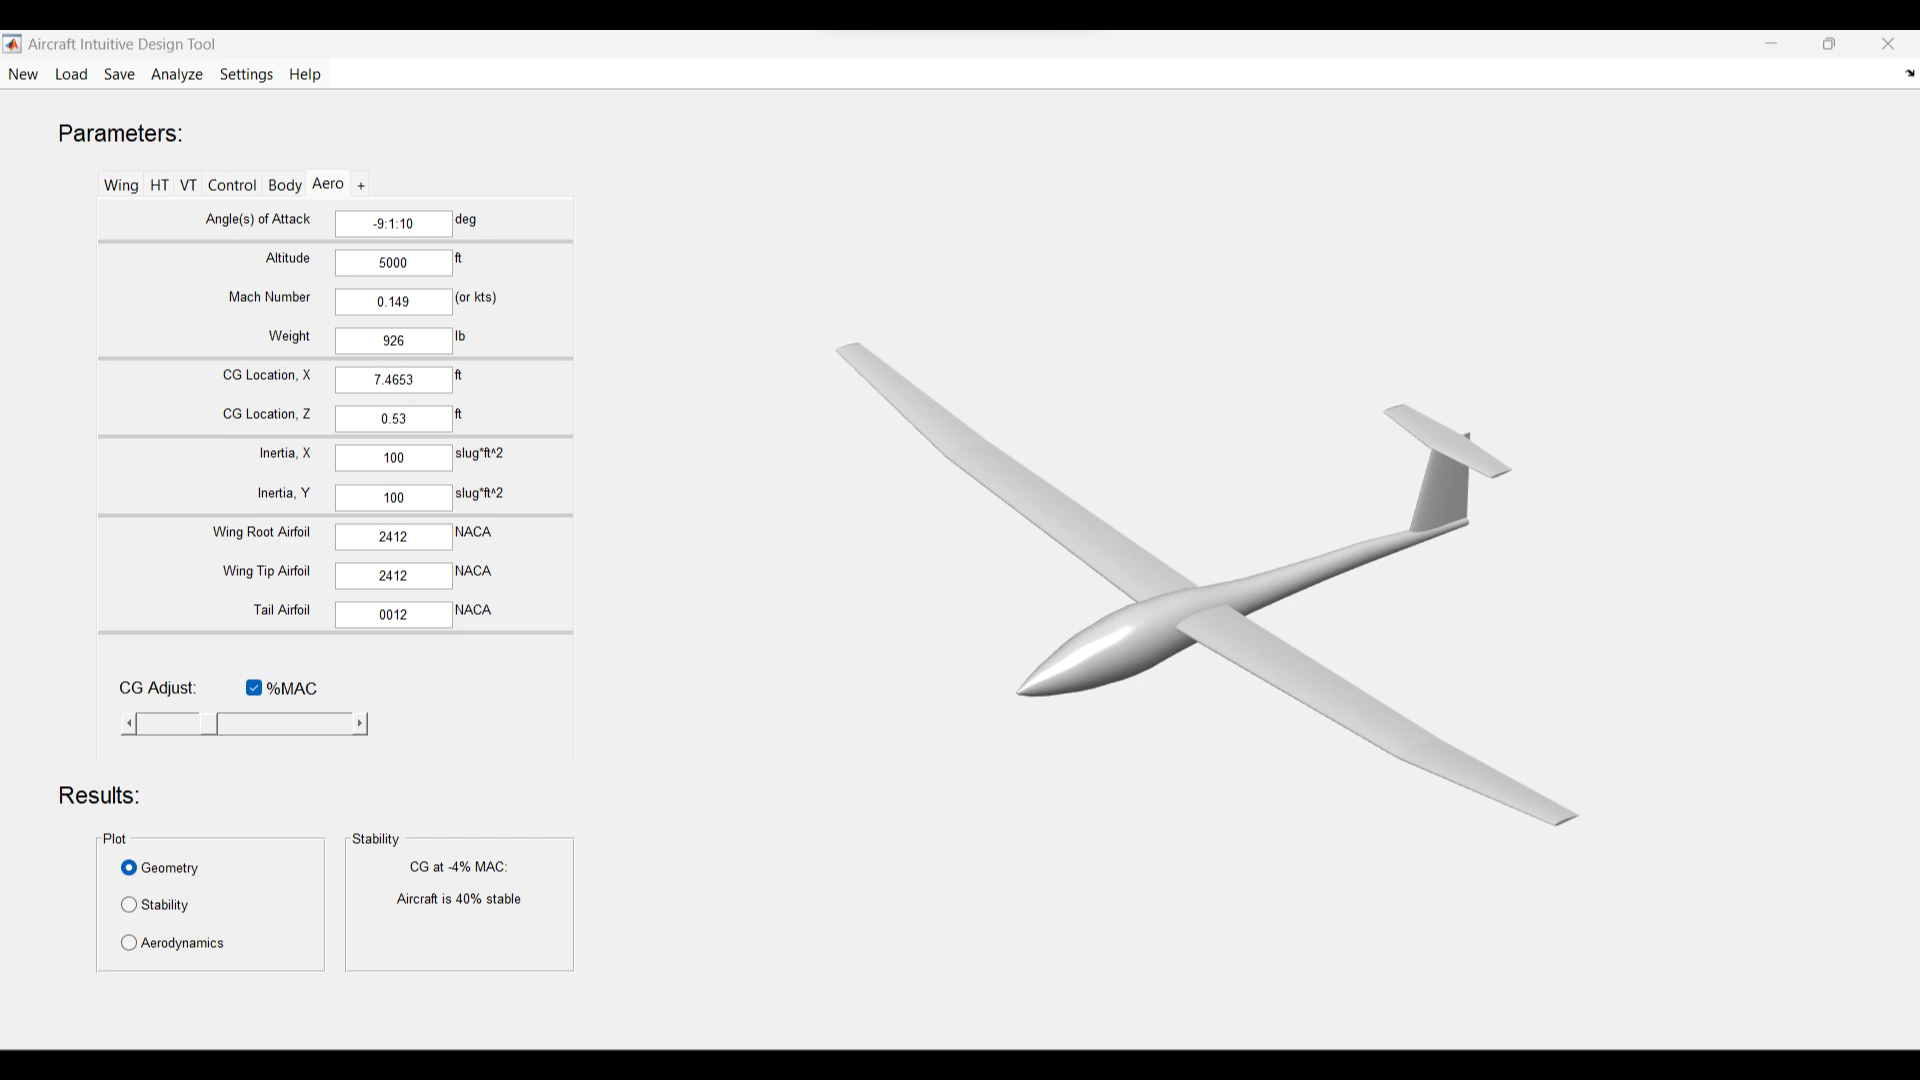 Aircraft Intuitive Design Tool
New Load Save Analyze Settings Help
Parameters:
Wing HT VT Control Body Aero +
Angle(s) of Attack -9:1:10 deg
Altitude 5000 ft
Mach Number 0.149 (or kts)
Weight 926 lb
CG Location, X 7.4653 ft
CG Location, Z 0.53 ft
Inertia, X 100 slug*ft^2
Inertia, Y 100 slug*ft^2
Wing Root Airfoil 2412 NACA
Wing Tip Airfoil 2412 NACA
Tail Airfoil 0012 NACA
CG Adjust: %MAC
Results:
Plot
Geometry
Stability
Aerodynamics
Stability
CG at -4% MAC:
Aircraft is 40% stable